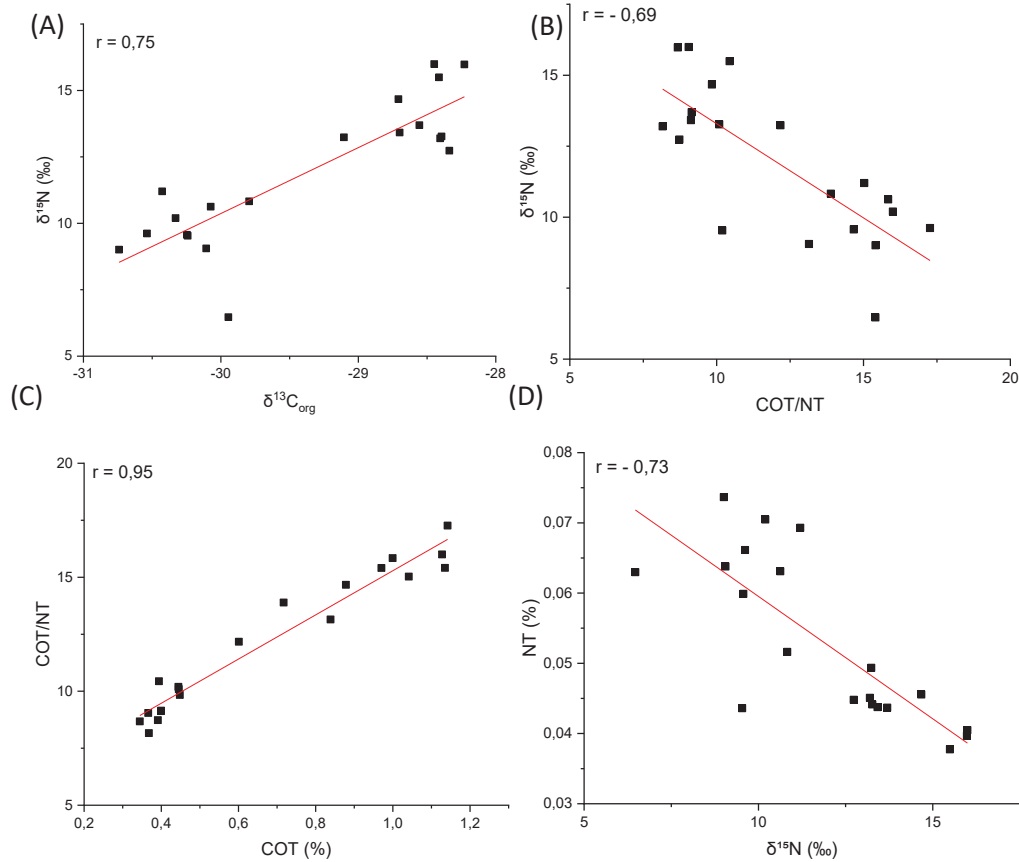 (A)
r = 0,75
15
10
5
δ¹⁵N (‰)
-31
-30
-29
-28
δ¹³C_org
(B)
r = - 0,69
15
10
5
δ¹⁵N (‰)
5
10
15
20
COT/NT
(C)
r = 0,95
20
15
10
5
COT/NT
0,2
0,4
0,6
0,8
1,0
1,2
COT (%)
(D)
r = - 0,73
0,08
0,07
0,06
0,05
0,04
0,03
NT (%)
10
15
δ¹⁵N (‰)